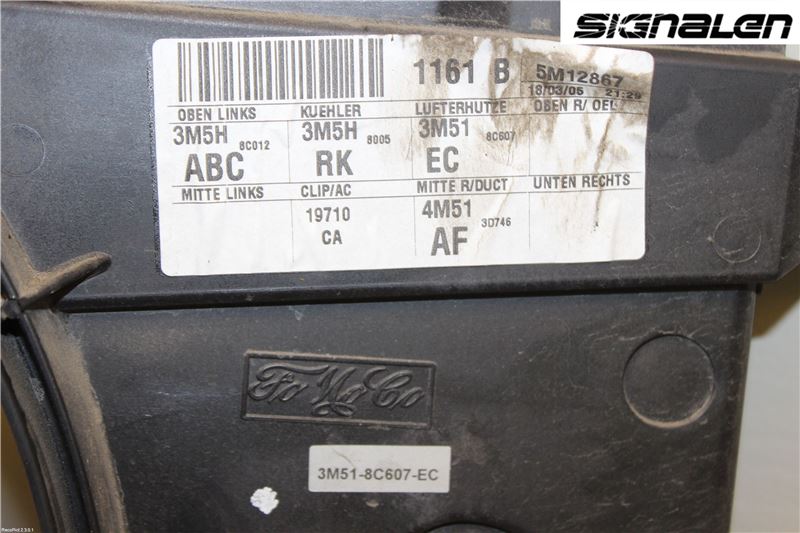 SIGNALEN
1161 B 5M12867
18/03/05 21:29
OBEN LINKS KUEHLER LUFTERHUTZE OBEN R/ OEL
3M5H 8C012 3M5H 8005 3M51 8C607
ABC RK EC
MITTE LINKS CLIP/AC MITTE R/DUCT UNTEN RECHTS
19710 4M51 3D746
CA AF
FoMoCo
3M51-8C607-EC